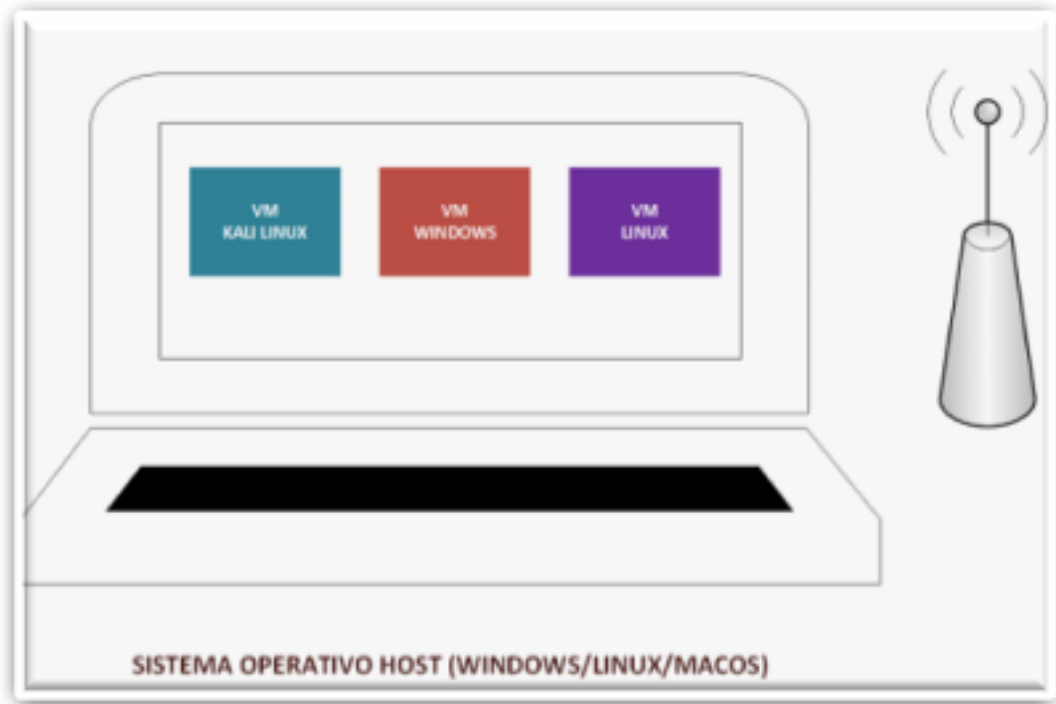 VM
KALI LINUX
VM
WINDOWS
VM
LINUX
SISTEMA OPERATIVO HOST (WINDOWS/LINUX/MACOS)